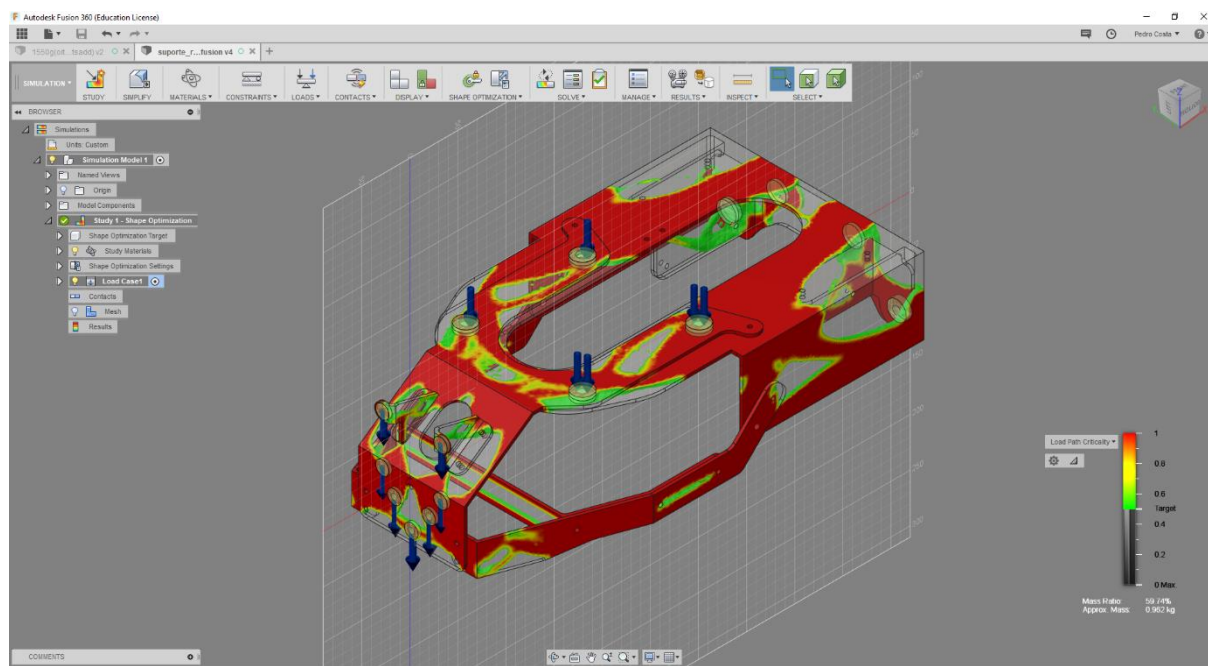 Autodesk Fusion 360 (Education License)
Pedro Costa
suporte_r...fusion v4
SIMULATION
STUDY
SIMPLIFY
MATERIALS
CONSTRAINTS
LOADS
CONTACTS
DISPLAY
SHAPE OPTIMIZATION
SOLVE
MANAGE
RESULTS
INSPECT
SELECT
BROWSER
Simulations
Units: Custom
Simulation Model 1
Named Views
Origin
Model Components
Study 1 - Shape Optimization
Shape Optimization Target
Study Materials
Shape Optimization Settings
Load Case1
Contacts
Mesh
Results
Load Path Criticality
1
0.8
0.6
Target
0.4
0.2
0 Max.
Mass Ratio: 59.74%
Approx. Mass: 0.962 kg
COMMENTS